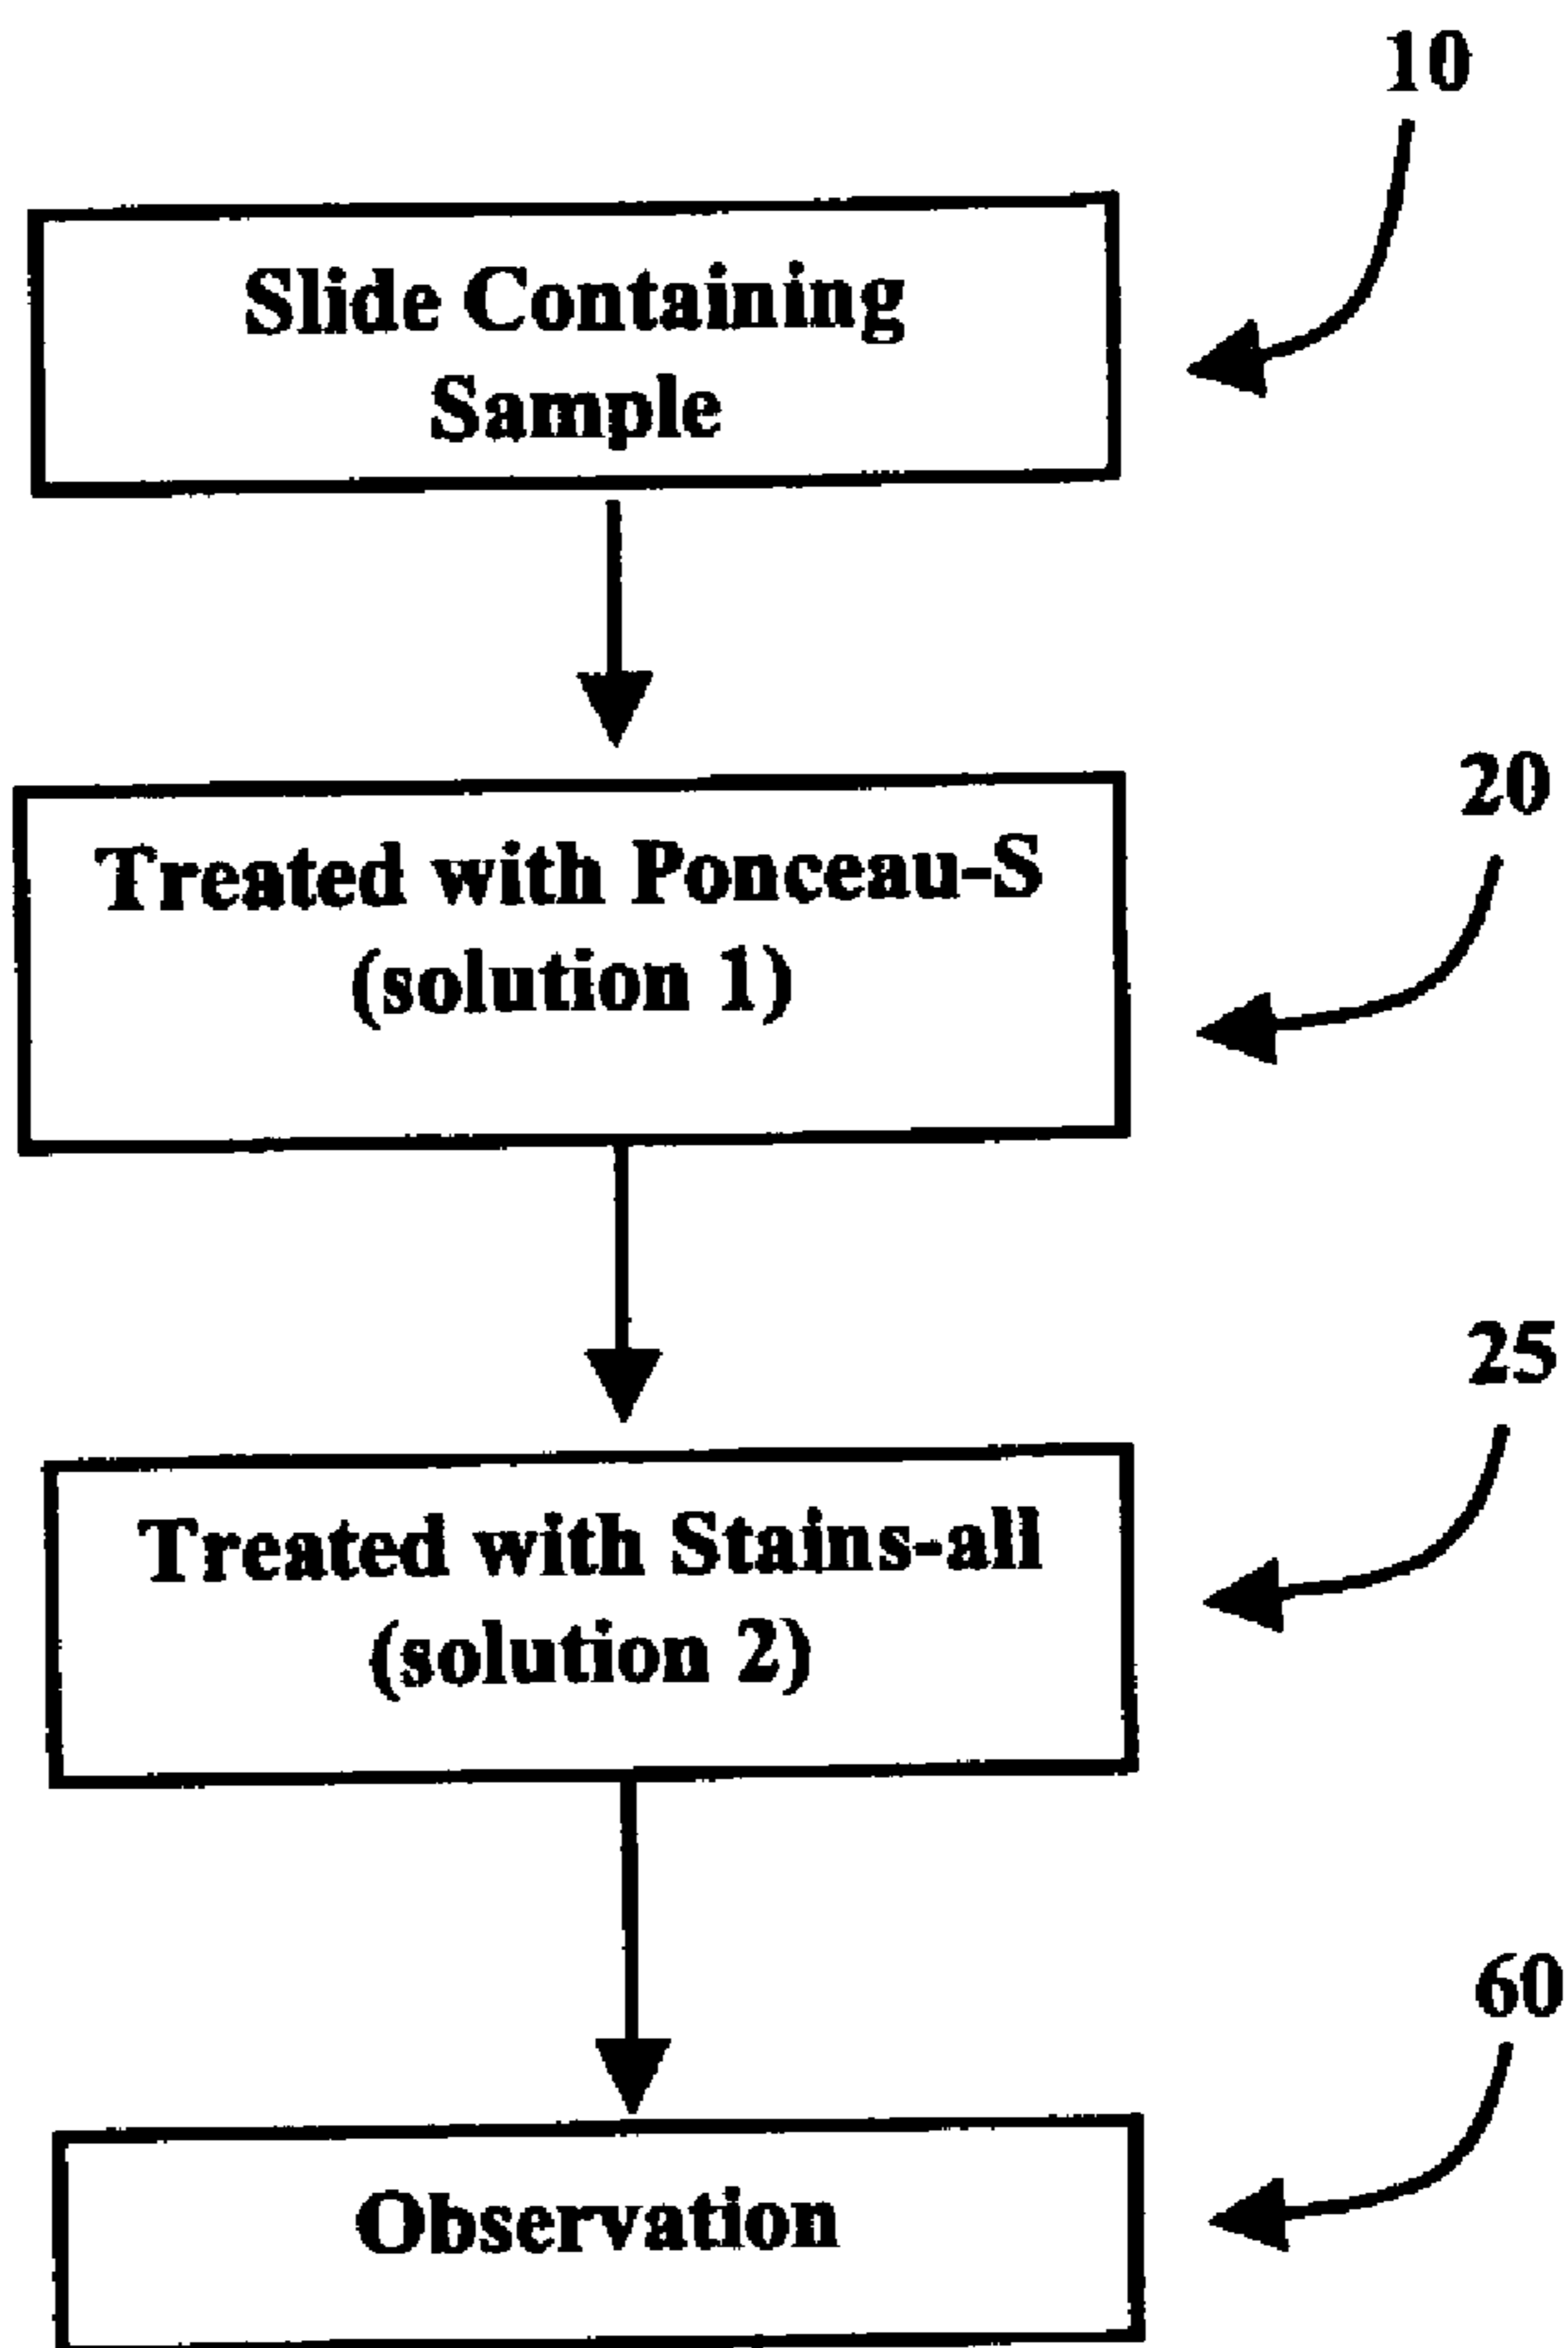 10
Slide Containing
Sample
20
Treated with Ponceau-S
(solution 1)
25
Treated with Stains-all
(solution 2)
60
Observation